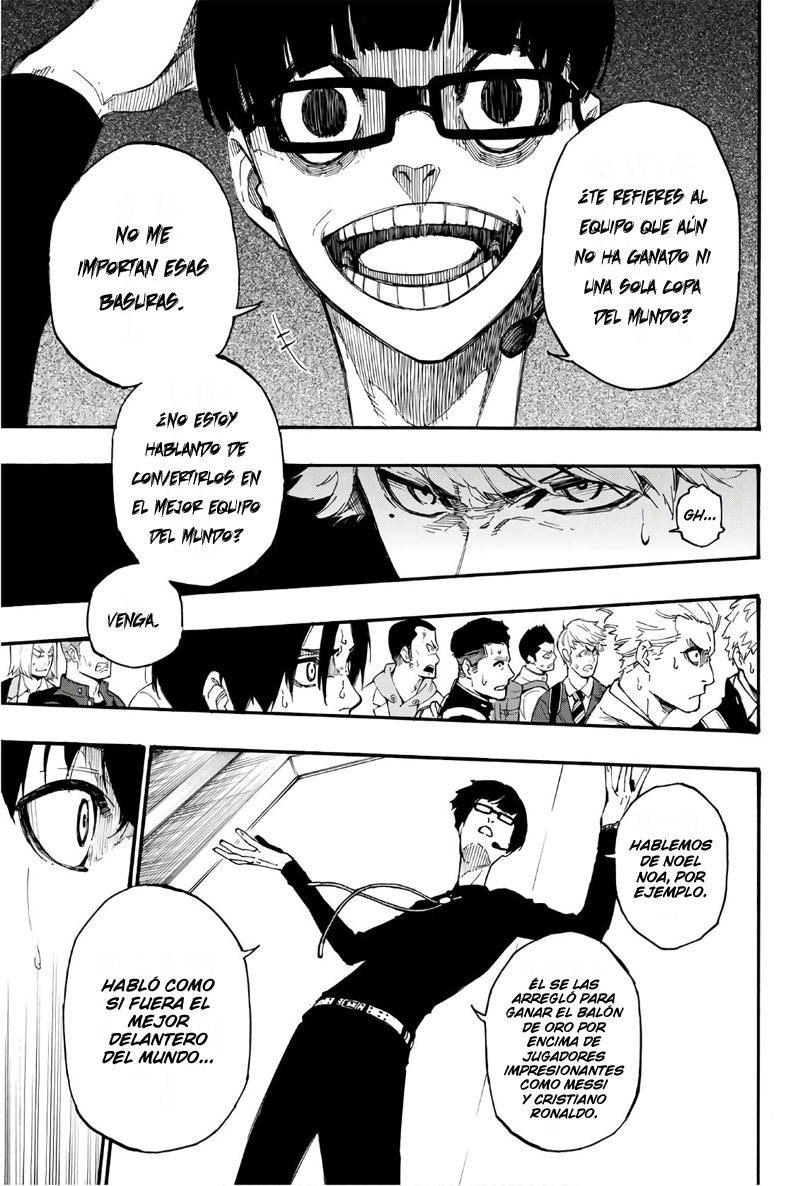 ¿TE REFIERES AL
EQUIPO QUE AÚN
NO HA GANADO NI
UNA SOLA COPA
DEL MUNDO?
NO ME
IMPORTAN ESAS
BASURAS.
¿NO ESTOY
HABLANDO DE
CONVERTIRLOS EN
EL MEJOR EQUIPO
DEL MUNDO?
GH...
VENGA.
HABLEMOS
DE NOEL
NOA, POR
EJEMPLO.
ÉL SE LAS
ARREGLÓ PARA
GANAR EL BALÓN
DE ORO POR
ENCIMA DE
JUGADORES
IMPRESIONANTES
COMO MESSI
Y CRISTIANO
RONALDO.
HABLÓ COMO
SI FUERA EL
MEJOR
DELANTERO
DEL MUNDO...